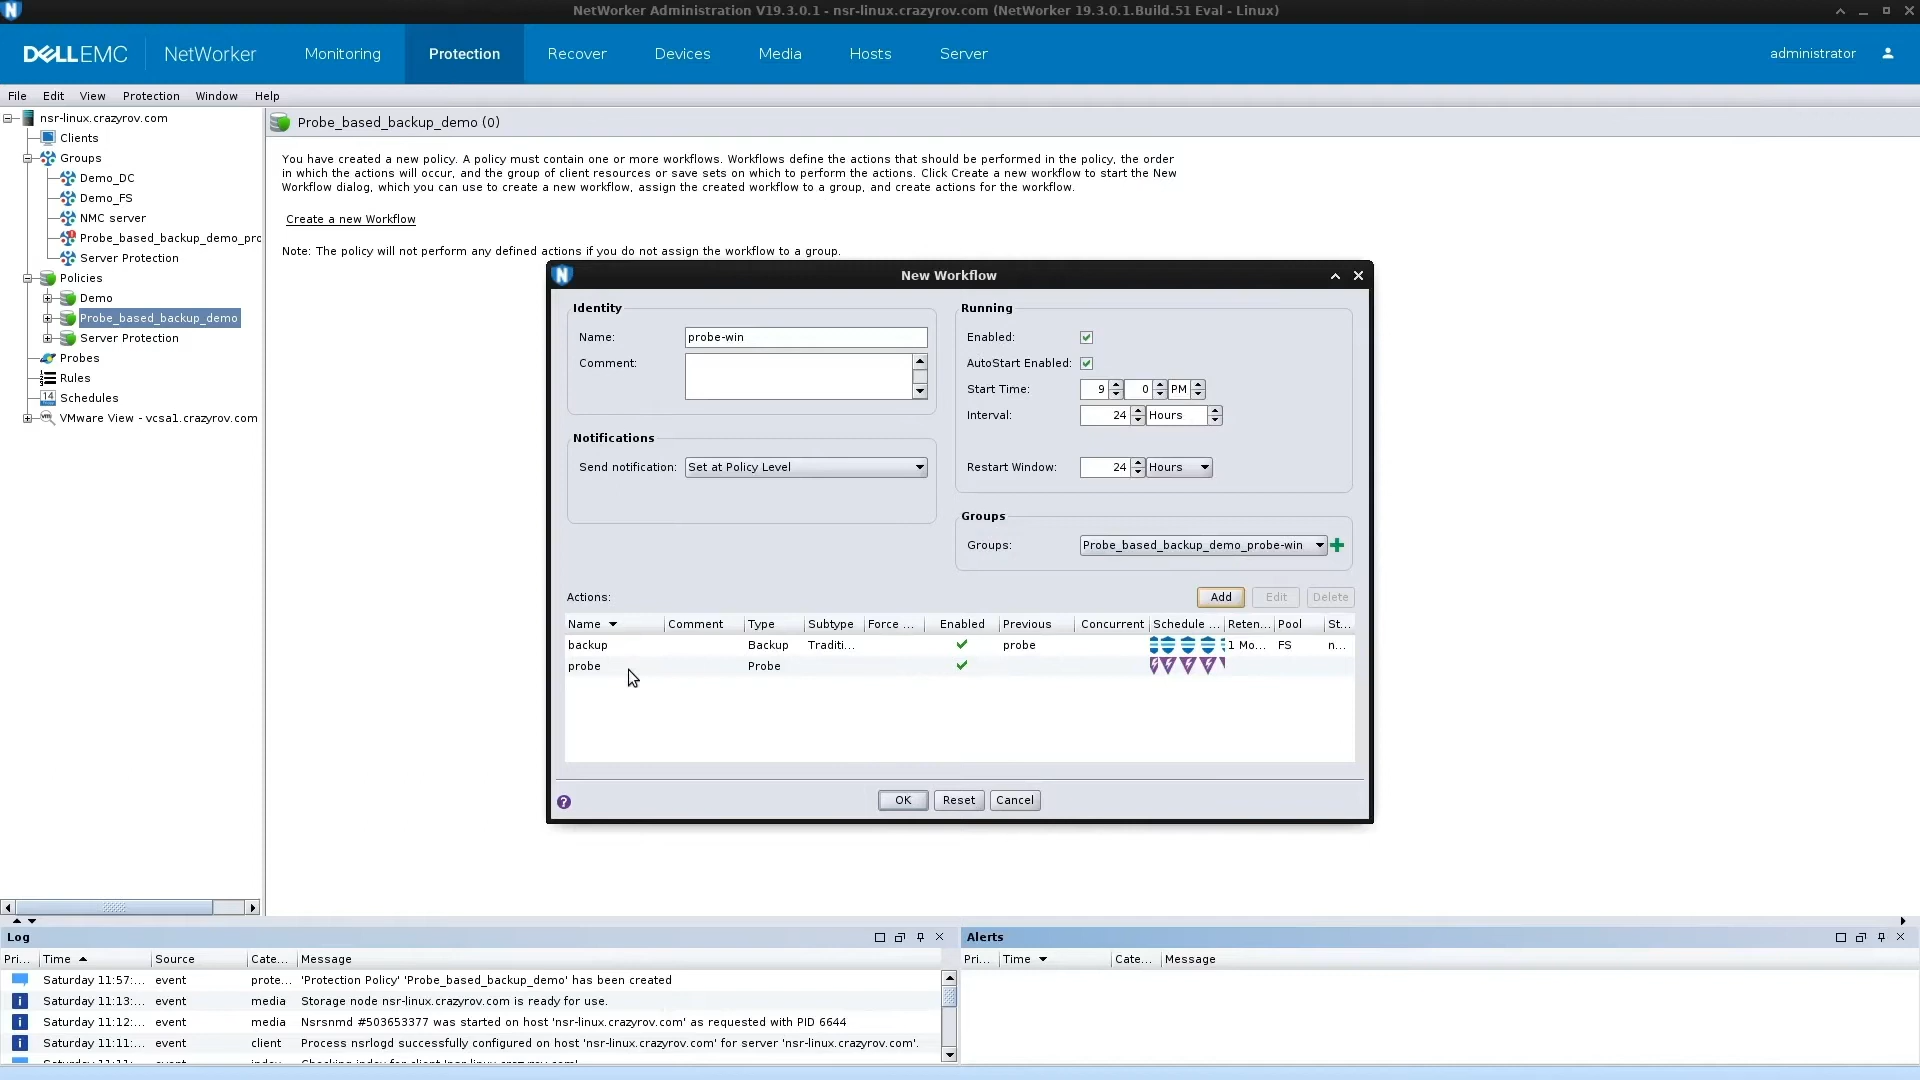 NetWorker Administration V19.3.0.1 - nsr-linux.crazyrov.com (NetWorker 19.3.0.1.Build.51 Eval - Linux)
DELLEMC NetWorker Monitoring Protection Recover Devices Media Hosts Server administrator
File Edit View Protection Window Help
nsr-linux.crazyrov.com
Clients
Groups
Demo_DC
Demo_FS
NMC server
Probe_based_backup_demo_pro
Server Protection
Policies
Demo
Probe_based_backup_demo
Server Protection
Probes
Rules
14 Schedules
vm VMware View - vcsa1.crazyrov.com
Probe_based_backup_demo (0)
You have created a new policy. A policy must contain one or more workflows. Workflows define the actions that should be performed in the policy, the order
in which the actions will occur, and the group of client resources or save sets on which to perform the actions. Click Create a new workflow to start the New
Workflow dialog, which you can use to create a new workflow, assign the created workflow to a group, and create actions for the workflow.
Create a new Workflow
Note: The policy will not perform any defined actions if you do not assign the workflow to a group.
N New Workflow
Identity
Name: probe-win
Comment:
Notifications
Send notification: Set at Policy Level
Running
Enabled:
AutoStart Enabled:
Start Time: 9 0 PM
Interval: 24 Hours
Restart Window: 24 Hours
Groups
Groups: Probe_based_backup_demo_probe-win
Actions: Add Edit Delete
Name Comment Type Subtype Force ... Enabled Previous Concurrent Schedule ... Reten... Pool St...
backup Backup Traditi... probe 1 Mo... FS n...
probe Probe
? OK Reset Cancel
Log
Pri... Time Source Cate... Message
Saturday 11:57:... event prote... 'Protection Policy' 'Probe_based_backup_demo' has been created
i Saturday 11:13:... event media Storage node nsr-linux.crazyrov.com is ready for use.
i Saturday 11:12:... event media Nsrsnmd #503653377 was started on host 'nsr-linux.crazyrov.com' as requested with PID 6644
i Saturday 11:11:... event client Process nsrlogd successfully configured on host 'nsr-linux.crazyrov.com' for server 'nsr-linux.crazyrov.com'.
Alerts
Pri... Time Cate... Message